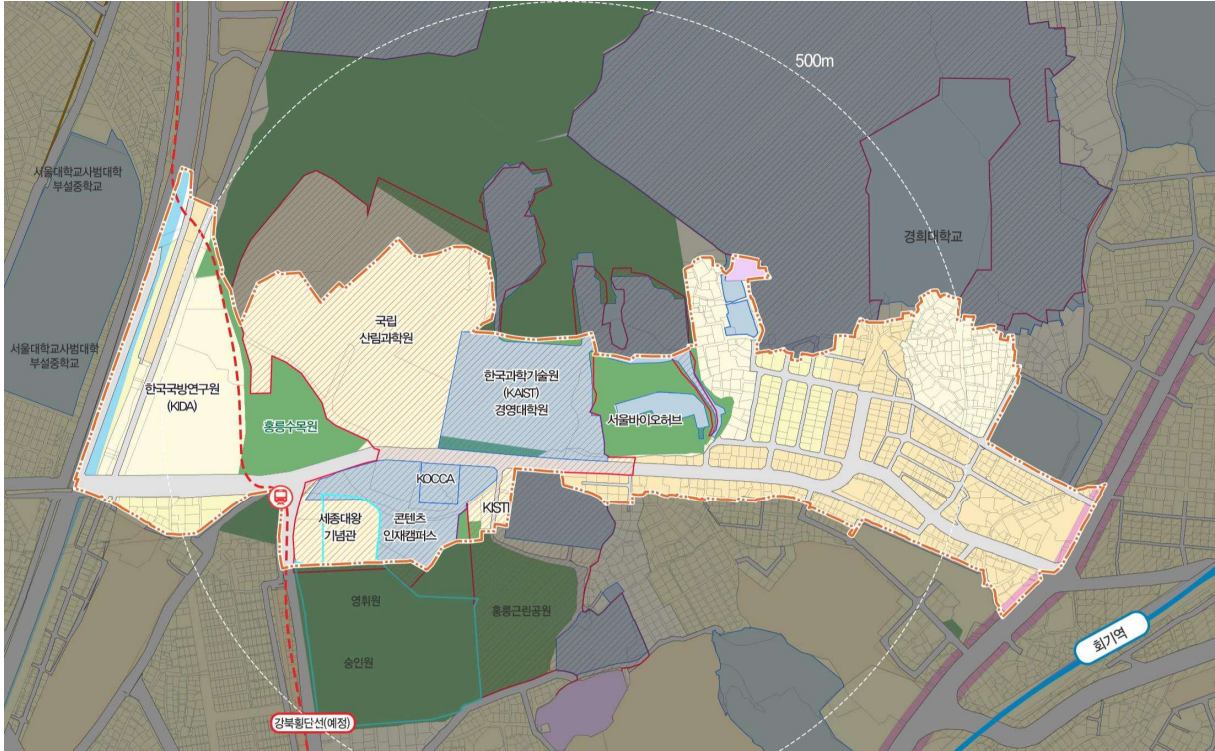 500m
서울대학교사범대학
부설중학교
경희대학교
국립
산림과학원
서울대학교사범대학
부설중학교
한국국방연구원
(KIDA)
한국과학기술원
(KAIST)
경영대학원
홍릉수목원
서울바이오허브
KOCCA
KISTI
세종대왕
기념관
콘텐츠
인재캠퍼스
영휘원
홍릉근린공원
숭인원
회기역
강북횡단선(예정)